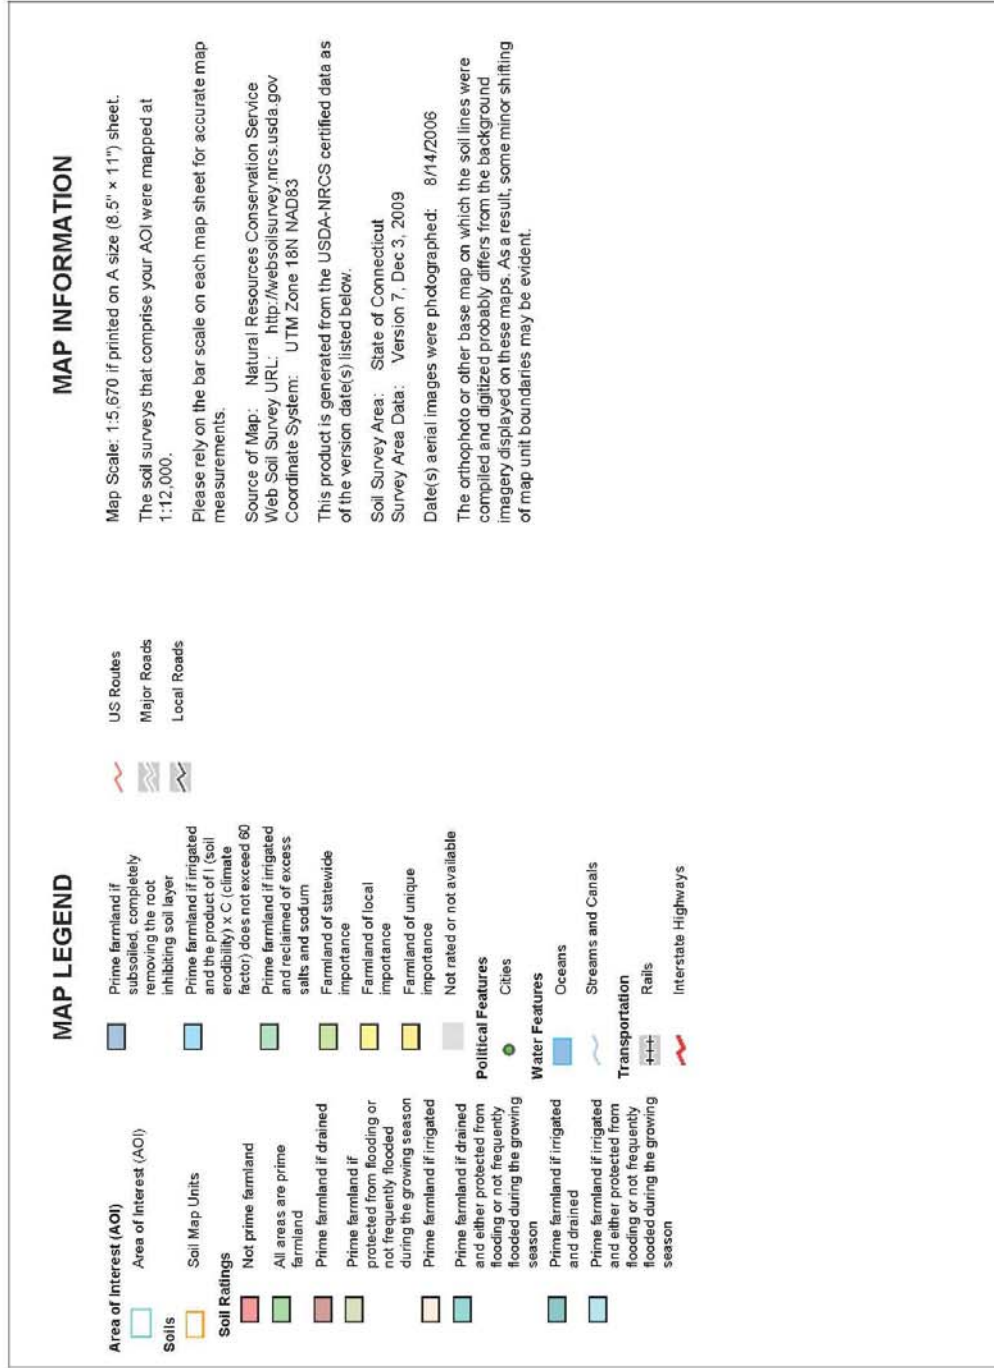 MAP LEGEND
Area of Interest (AOI)
Area of Interest (AOI)
Soils
Soil Map Units
Soil Ratings
Not prime farmland
All areas are prime
farmland
Prime farmland if drained
Prime farmland if
protected from flooding or
not frequently flooded
during the growing season
Prime farmland if irrigated
Prime farmland if drained
and either protected from
flooding or not frequently
flooded during the growing
season
Prime farmland if irrigated
and drained
Prime farmland if irrigated
and either protected from
flooding or not frequently
flooded during the growing
season
Prime farmland if
subsoiled, completely
removing the root
inhibiting soil layer
Prime farmland if irrigated
and the product of I (soil
erodibility) x C (climate
factor) does not exceed 60
Prime farmland if irrigated
and reclaimed of excess
salts and sodium
Farmland of statewide
importance
Farmland of local
importance
Farmland of unique
importance
Not rated or not available
Political Features
Cities
Water Features
Oceans
Streams and Canals
Transportation
Rails
Interstate Highways
US Routes
Major Roads
Local Roads
MAP INFORMATION
Map Scale: 1:5,670 if printed on A size (8.5" × 11") sheet.
The soil surveys that comprise your AOI were mapped at
1:12,000.
Please rely on the bar scale on each map sheet for accurate map
measurements.
Source of Map: Natural Resources Conservation Service
Web Soil Survey URL: http://websoilsurvey.nrcs.usda.gov
Coordinate System: UTM Zone 18N NAD83
This product is generated from the USDA-NRCS certified data as
of the version date(s) listed below.
Soil Survey Area: State of Connecticut
Survey Area Data: Version 7, Dec 3, 2009
Date(s) aerial images were photographed: 8/14/2006
The orthophoto or other base map on which the soil lines were
compiled and digitized probably differs from the background
imagery displayed on these maps. As a result, some minor shifting
of map unit boundaries may be evident.